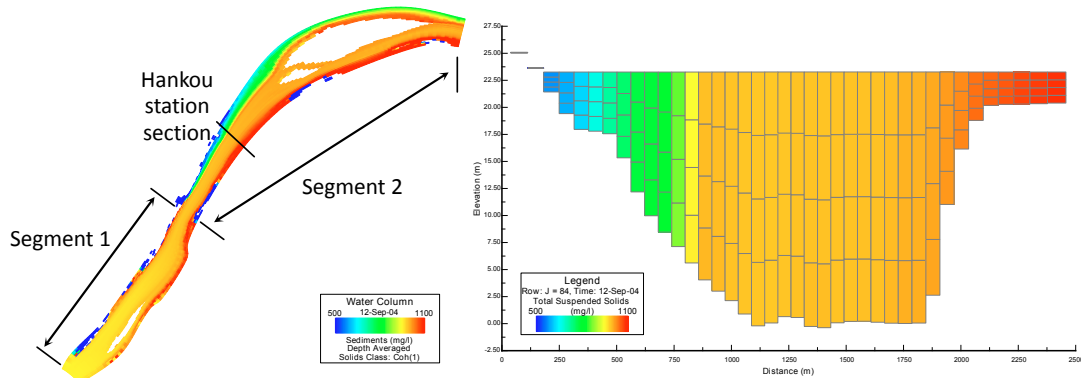 Hankou
station
section
Segment 2
Segment 1
Water Column
500 12-Sep-04 1100
Sediments (mg/l)
Depth Averaged
Solids Class: Coh(1)
27.50
25.00
22.50
20.00
17.50
15.00
12.50
10.00
7.50
5.00
2.50
0.00
-2.50
Elevation (m)
Legend
Row: J = 84, Time: 12-Sep-04
Total Suspended Solids
500 (mg/l) 1100
0 250 500 750 1000 1250 1500 1750 2000 2250 2500
Distance (m)